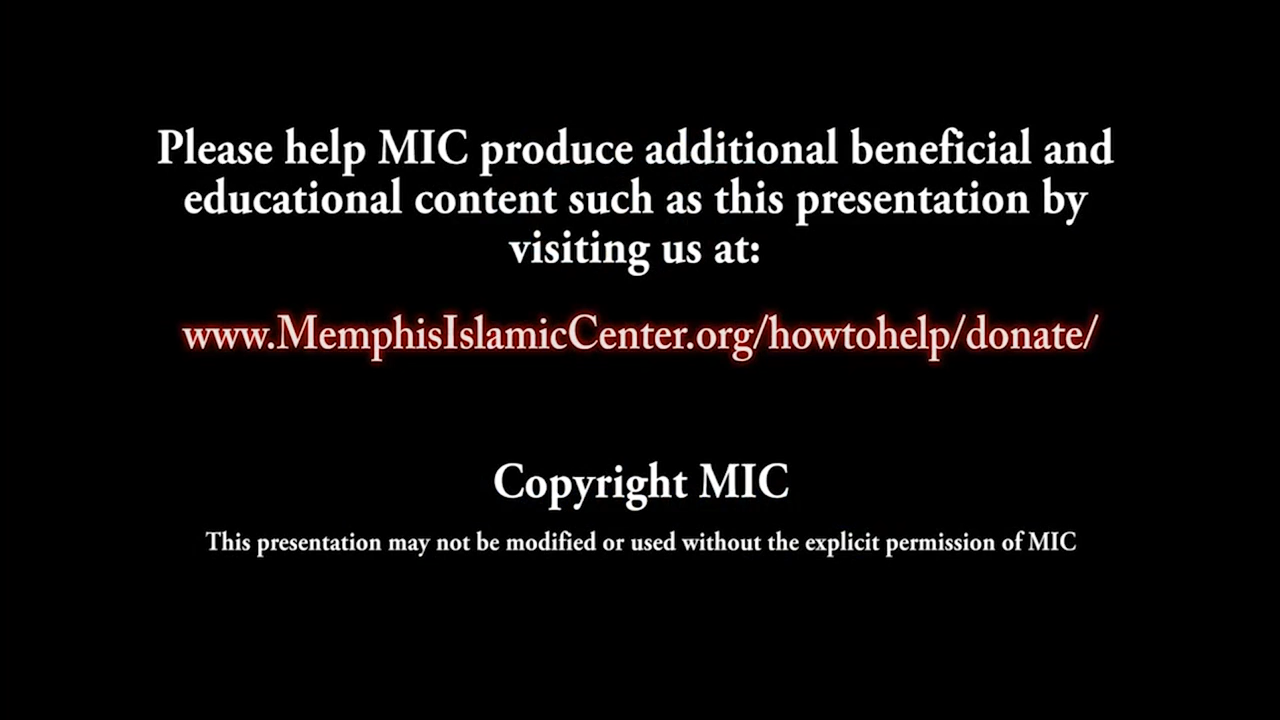 Please help MIC produce additional beneficial and
educational content such as this presentation by
visiting us at:
www.MemphisIslamicCenter.org/howtohelp/donate/
Copyright MIC
This presentation may not be modified or used without the explicit permission of MIC